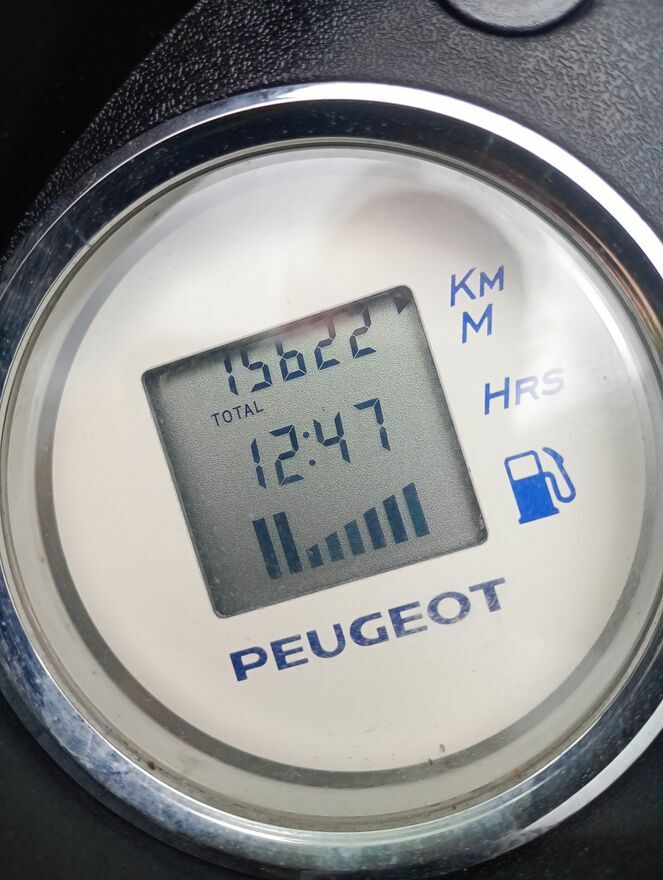 15622
KM
M
TOTAL
12:47
HRS
PEUGEOT